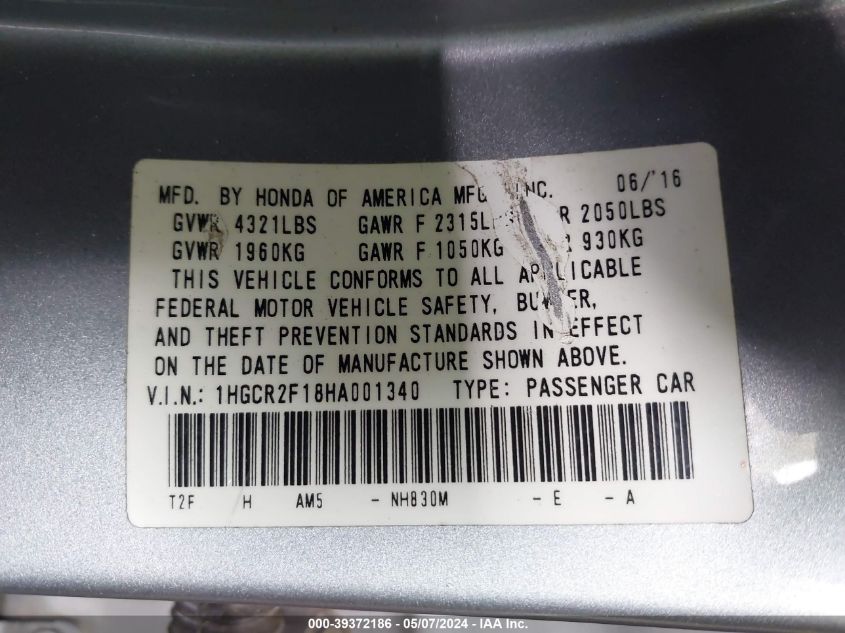 MFD. BY HONDA OF AMERICA MFG INC. 06/'16
GVWR 4321LBS GAWR F 2315LBS R 2050LBS
GVWR 1960KG GAWR F 1050KG R 930KG
THIS VEHICLE CONFORMS TO ALL APPLICABLE
FEDERAL MOTOR VEHICLE SAFETY, BUMPER,
AND THEFT PREVENTION STANDARDS IN EFFECT
ON THE DATE OF MANUFACTURE SHOWN ABOVE.
V.I.N.: 1HGCR2F18HA001340 TYPE: PASSENGER CAR
T2F H AM5 - NH830M - E - A
000-39372186 - 05/07/2024 - IAA Inc.